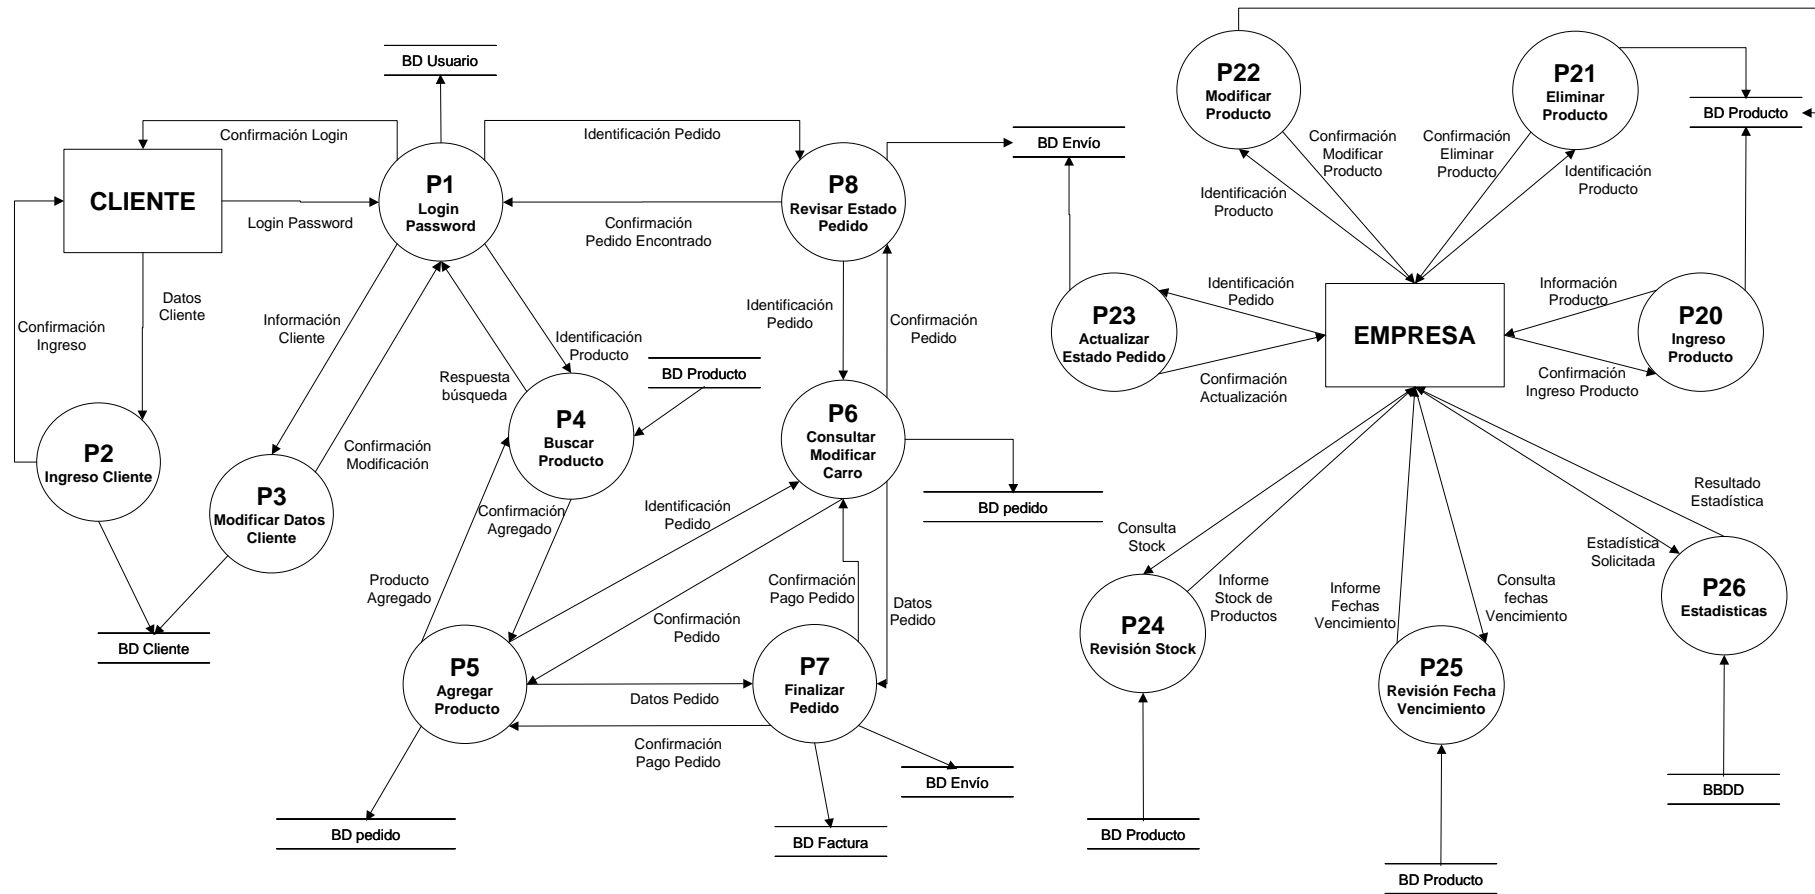 BD Usuario
Confirmación Login
Identificación Pedido
CLIENTE
P1
Login
Password
Login Password
P8
Revisar Estado
Pedido
Confirmación
Pedido Encontrado
BD Envío
Datos
Cliente
Confirmación
Ingreso
Información
Cliente
Identificación
Producto
Identificación
Pedido
Confirmación
Pedido
Respuesta
búsqueda
BD Producto
P2
Ingreso Cliente
P3
Modificar Datos
Cliente
Confirmación
Modificación
P4
Buscar
Producto
P6
Consultar
Modificar
Carro
Identificación
Pedido
Confirmación
Agregado
BD pedido
Producto
Agregado
Confirmación
Pedido
Confirmación
Pago Pedido
Datos
Pedido
BD Cliente
P5
Agregar
Producto
Datos Pedido
P7
Finalizar
Pedido
Confirmación
Pago Pedido
BD Envío
BD pedido
BD Factura
P22
Modificar
Producto
P21
Eliminar
Producto
BD Producto
Confirmación
Modificar
Producto
Confirmación
Eliminar
Producto
Identificación
Producto
Identificación
Producto
P23
Actualizar
Estado Pedido
Identificación
Pedido
Confirmación
Actualización
EMPRESA
Información
Producto
Confirmación
Ingreso Producto
P20
Ingreso
Producto
Consulta
Stock
Informe
Stock de
Productos
Informe
Fechas
Vencimiento
Consulta
fechas
Vencimiento
Estadística
Solicitada
Resultado
Estadística
P24
Revisión Stock
P25
Revisión Fecha
Vencimiento
P26
Estadisticas
BD Producto
BD Producto
BBDD